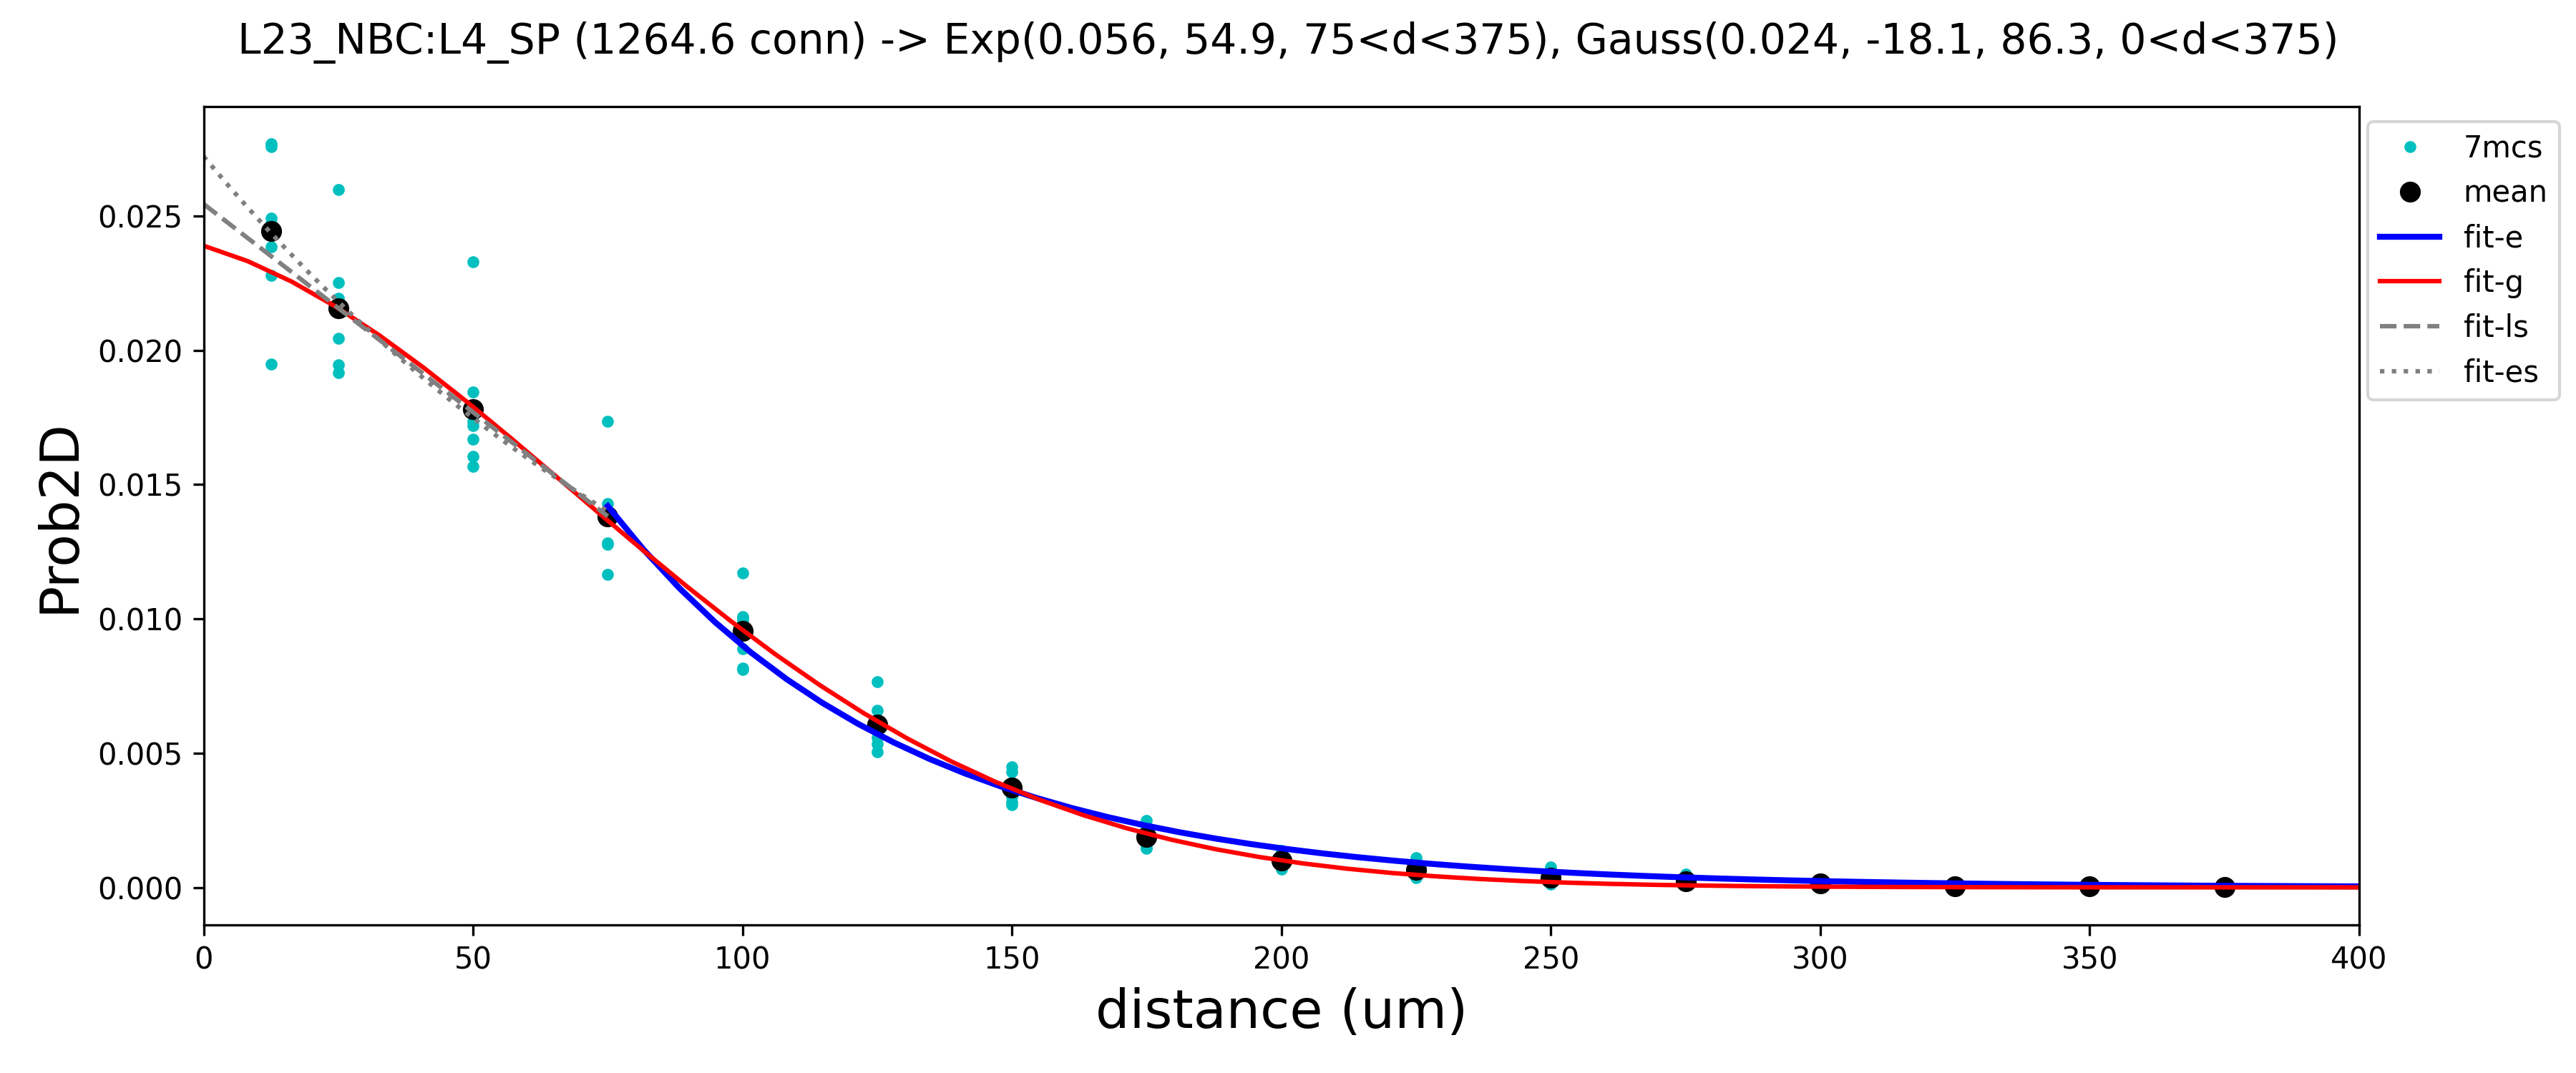 L23_NBC:L4_SP (1264.6 conn) -> Exp(0.056, 54.9, 75<d<375), Gauss(0.024, -18.1, 86.3, 0<d<375)
7mcs
mean
fit-e
fit-g
fit-ls
fit-es
Prob2D
0.025
0.020
0.015
0.010
0.005
0.000
0 50 100 150 200 250 300 350 400
distance (um)